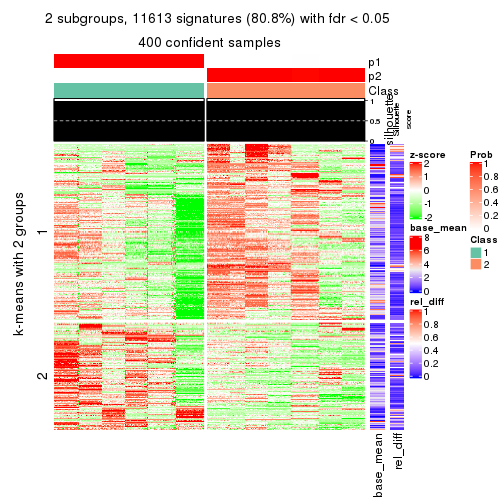 2 subgroups, 11613 signatures (80.8%) with fdr < 0.05
400 confident samples
p1
p2
Class
1
0.5
0
silhouette
Silhouette
score
k-means with 2 groups
1
2
base_mean
rel_diff
z-score
2
1
0
-1
-2
base_mean
8
6
4
2
0
rel_diff
1
0.8
0.6
0.4
0.2
0
Prob
1
0.8
0.6
0.4
0.2
0
Class
1
2